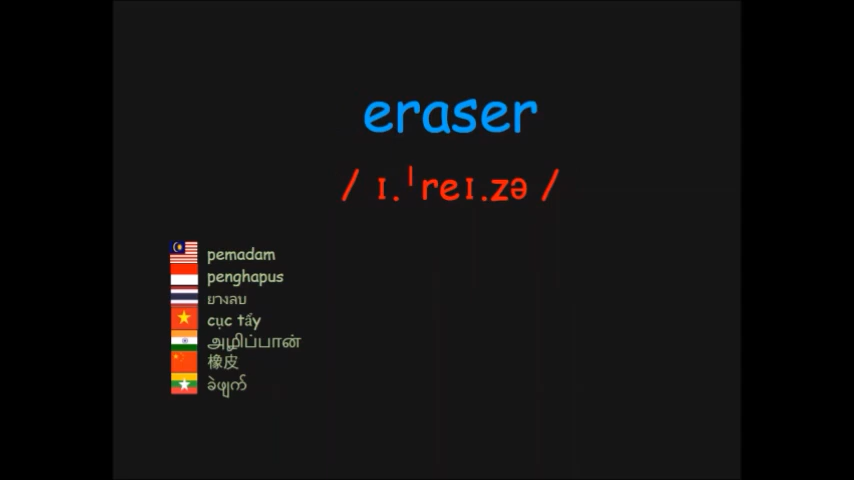 eraser
/ ɪ.ˈreɪ.zə /
pemadam
penghapus
ยางลบ
cục tẩy
அழிப்பான்
橡皮
ခဲဖျက်